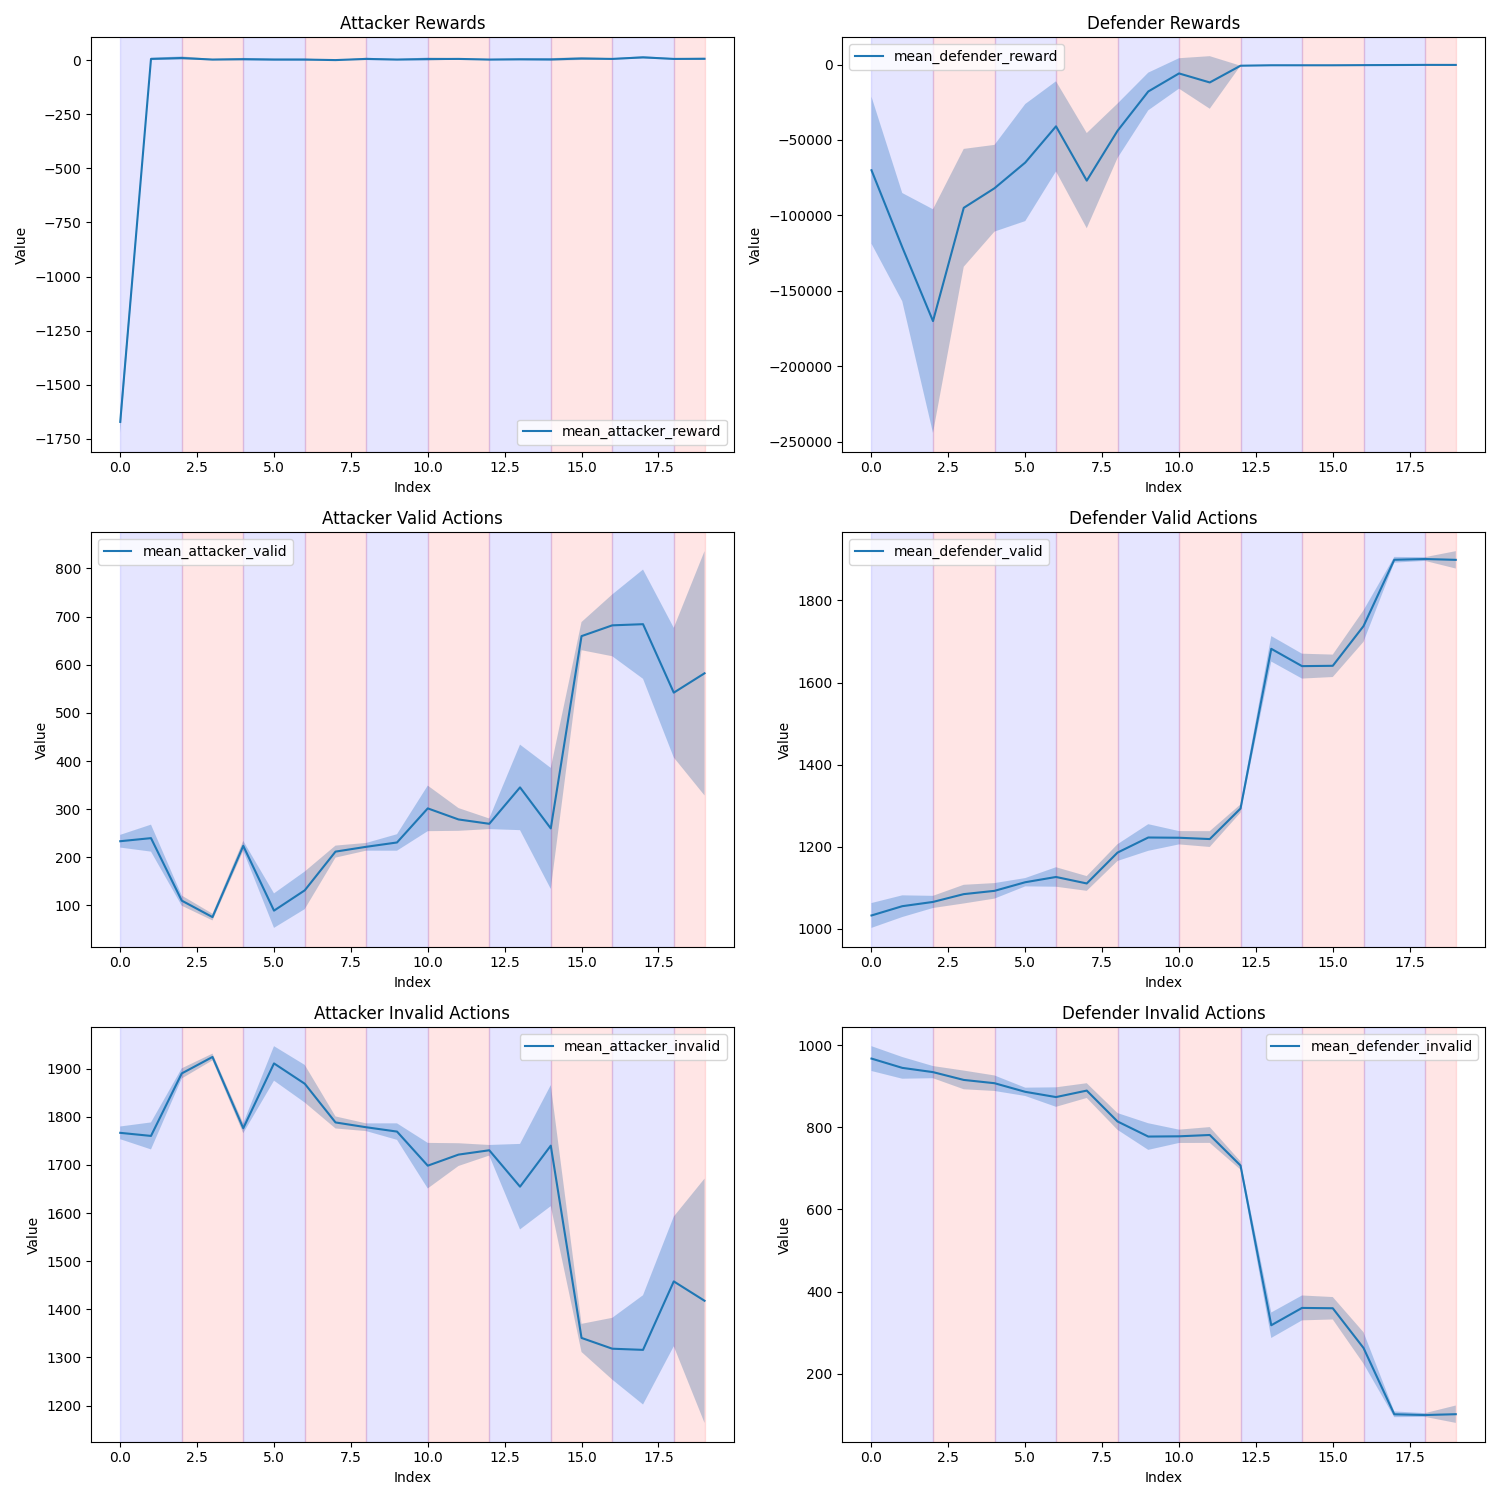 Attacker Rewards
0
−250
−500
−750
−1000
−1250
−1500
−1750
Value
mean_attacker_reward
0.0 2.5 5.0 7.5 10.0 12.5 15.0 17.5
Index
Defender Rewards
mean_defender_reward
0
−50000
−100000
−150000
−200000
−250000
Value
0.0 2.5 5.0 7.5 10.0 12.5 15.0 17.5
Index
Attacker Valid Actions
mean_attacker_valid
800
700
600
500
400
300
200
100
Value
0.0 2.5 5.0 7.5 10.0 12.5 15.0 17.5
Index
Defender Valid Actions
mean_defender_valid
1800
1600
1400
1200
1000
Value
0.0 2.5 5.0 7.5 10.0 12.5 15.0 17.5
Index
Attacker Invalid Actions
mean_attacker_invalid
1900
1800
1700
1600
1500
1400
1300
1200
Value
0.0 2.5 5.0 7.5 10.0 12.5 15.0 17.5
Index
Defender Invalid Actions
mean_defender_invalid
1000
800
600
400
200
Value
0.0 2.5 5.0 7.5 10.0 12.5 15.0 17.5
Index